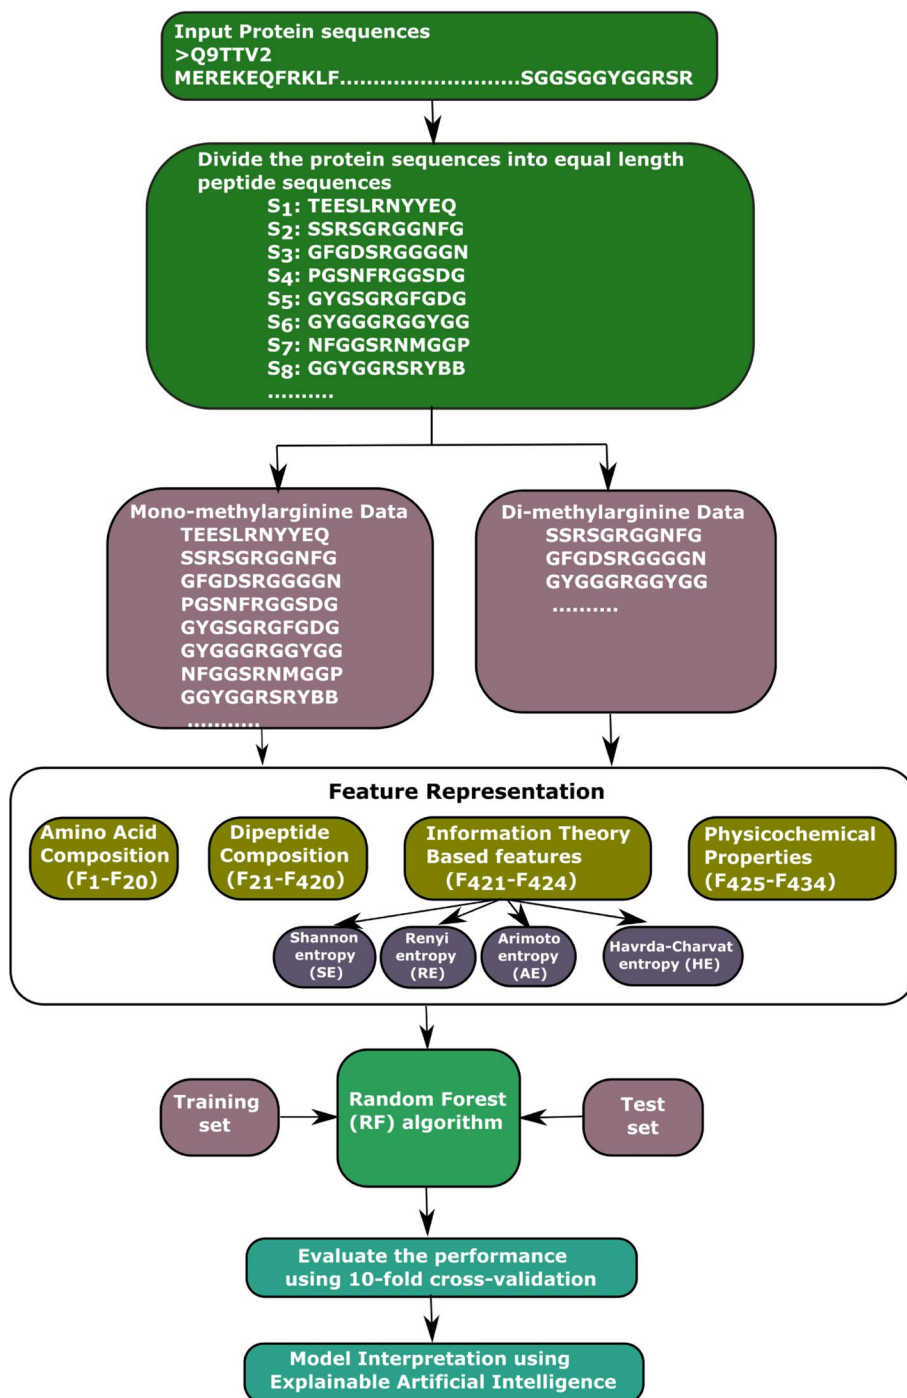 Input Protein sequences
>Q9TTV2
MEREKEQFRKLF...........................SGGSGGYGGRSR
Divide the protein sequences into equal length
peptide sequences
S1: TEESLRNYYEQ
S2: SSRSGRGGNFG
S3: GFGDSRGGGGN
S4: PGSNFRGGSDG
S5: GYGSGRGFGDG
S6: GYGGGRGGYGG
S7: NFGGSRNMGGP
S8: GGYGGRSRYBB
..........
Mono-methylarginine Data
TEESLRNYYEQ
SSRSGRGGNFG
GFGDSRGGGGN
PGSNFRGGSDG
GYGSGRGFGDG
GYGGGRGGYGG
NFGGSRNMGGP
GGYGGRSRYBB
...........
Di-methylarginine Data
SSRSGRGGNFG
GFGDSRGGGGN
GYGGGRGGYGG
..........
Feature Representation
Amino Acid
Composition
(F1-F20)
Dipeptide
Composition
(F21-F420)
Information Theory
Based features
(F421-F424)
Physicochemical
Properties
(F425-F434)
Shannon
entropy
(SE)
Renyi
entropy
(RE)
Arimoto
entropy
(AE)
Havrda-Charvat
entropy (HE)
Training
set
Random Forest
(RF) algorithm
Test
set
Evaluate the performance
using 10-fold cross-validation
Model Interpretation using
Explainable Artificial Intelligence